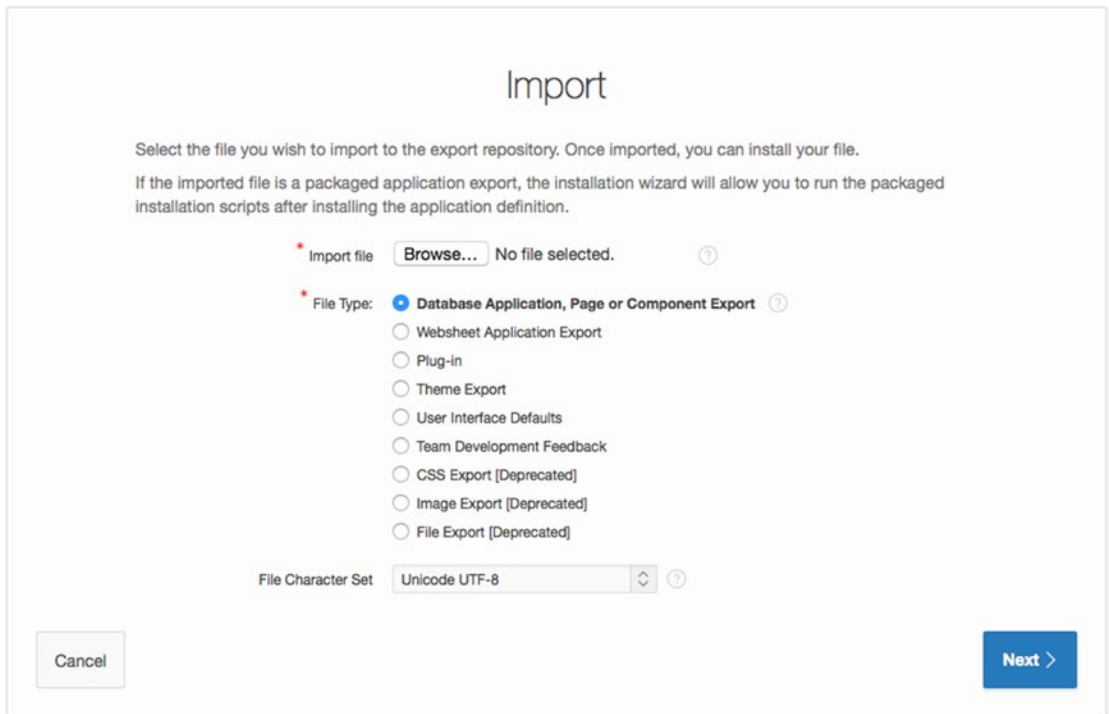 Import
Select the file you wish to import to the export repository. Once imported, you can install your file.
If the imported file is a packaged application export, the installation wizard will allow you to run the packaged
installation scripts after installing the application definition.
* Import file Browse... No file selected. ?
* File Type: Database Application, Page or Component Export ?
Websheet Application Export
Plug-in
Theme Export
User Interface Defaults
Team Development Feedback
CSS Export [Deprecated]
Image Export [Deprecated]
File Export [Deprecated]
File Character Set Unicode UTF-8 ?
Cancel Next >